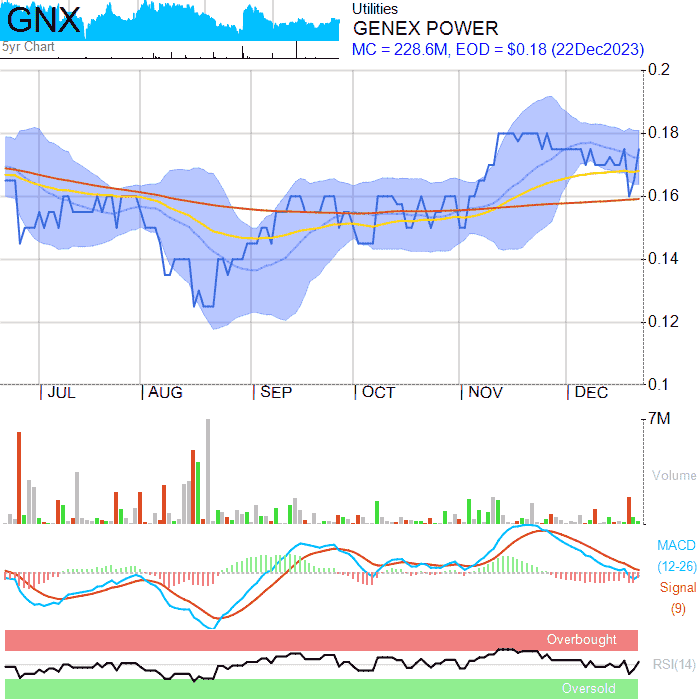 GNX
5yr Chart
Utilities
GENEX POWER
MC = 228.6M, EOD = $0.18 (22Dec2023)
0.2
0.18
0.16
0.14
0.12
0.1
JUL AUG SEP OCT NOV DEC
7M
Volume
MACD
(12-26)
Signal
(9)
Overbought
RSI(14)
Oversold